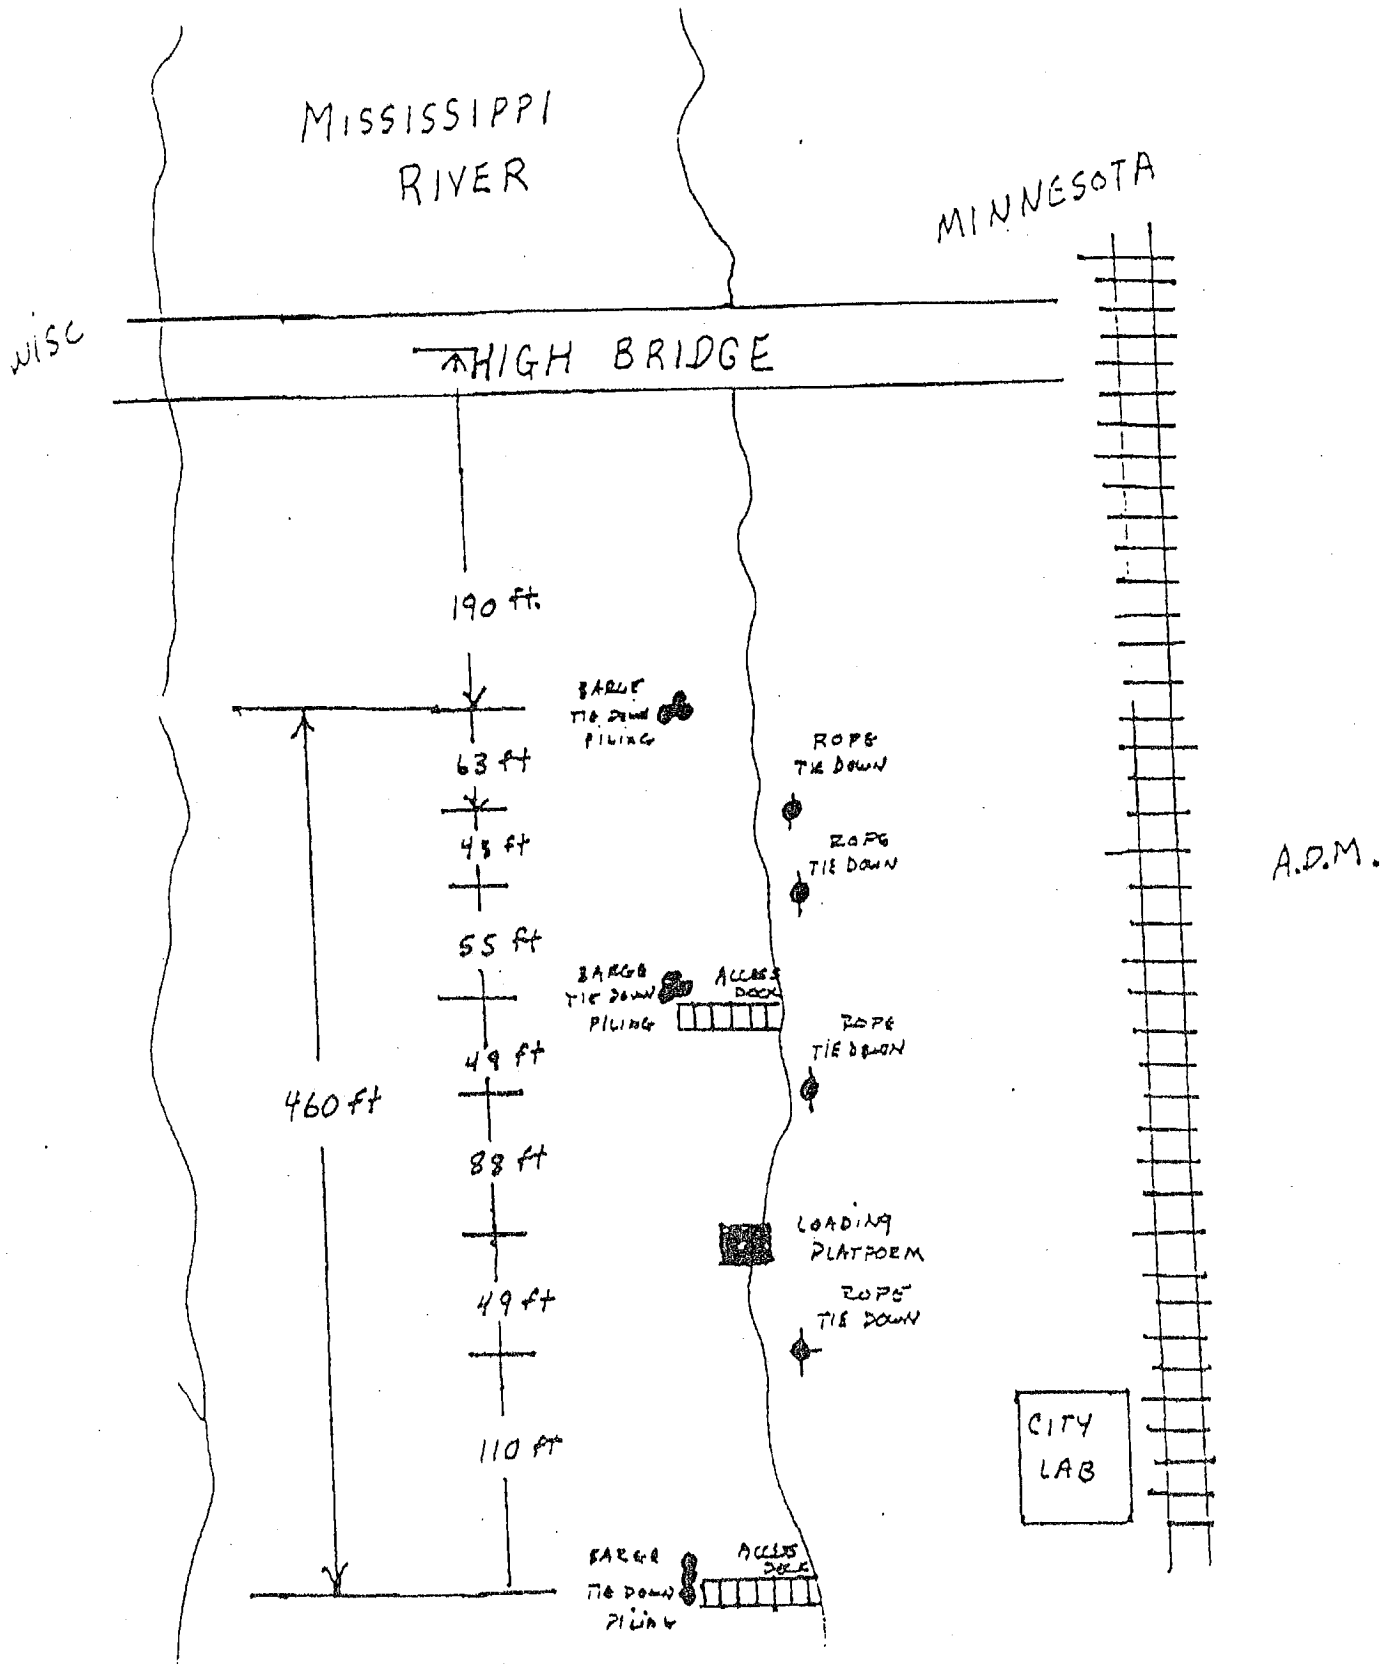 MISSISSIPPI
RIVER
MINNESOTA
WISC
HIGH BRIDGE
190 ft.
BARGE
TIE DOWN
PILING
63 ft
ROPE
TIE DOWN
ft
ROPE
TIE DOWN
A.D.M.
55 ft
BARGE
TIE DOWN
PILING
ACCESS
DOCK
ROPE
TIE DOWN
49 ft
460 ft
88 ft
LOADING
PLATFORM
49 ft
ROPE
TIE DOWN
CITY
LAB
110 ft
BARGE
TIE DOWN
PILING
ACCESS
DOCK